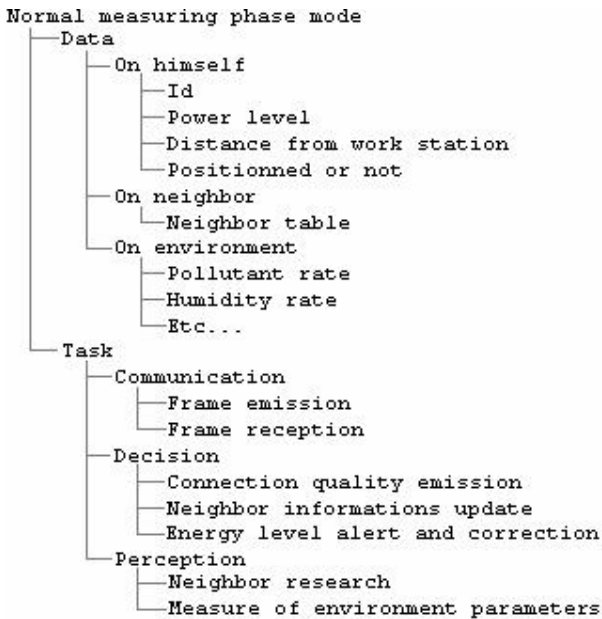 Normal measuring phase mode
Data
On himself
Id
Power level
Distance from work station
Positionned or not
On neighbor
Neighbor table
On environment
Pollutant rate
Humidity rate
Etc...
Task
Communication
Frame emission
Frame reception
Decision
Connection quality emission
Neighbor informations update
Energy level alert and correction
Perception
Neighbor research
Measure of environment parameters